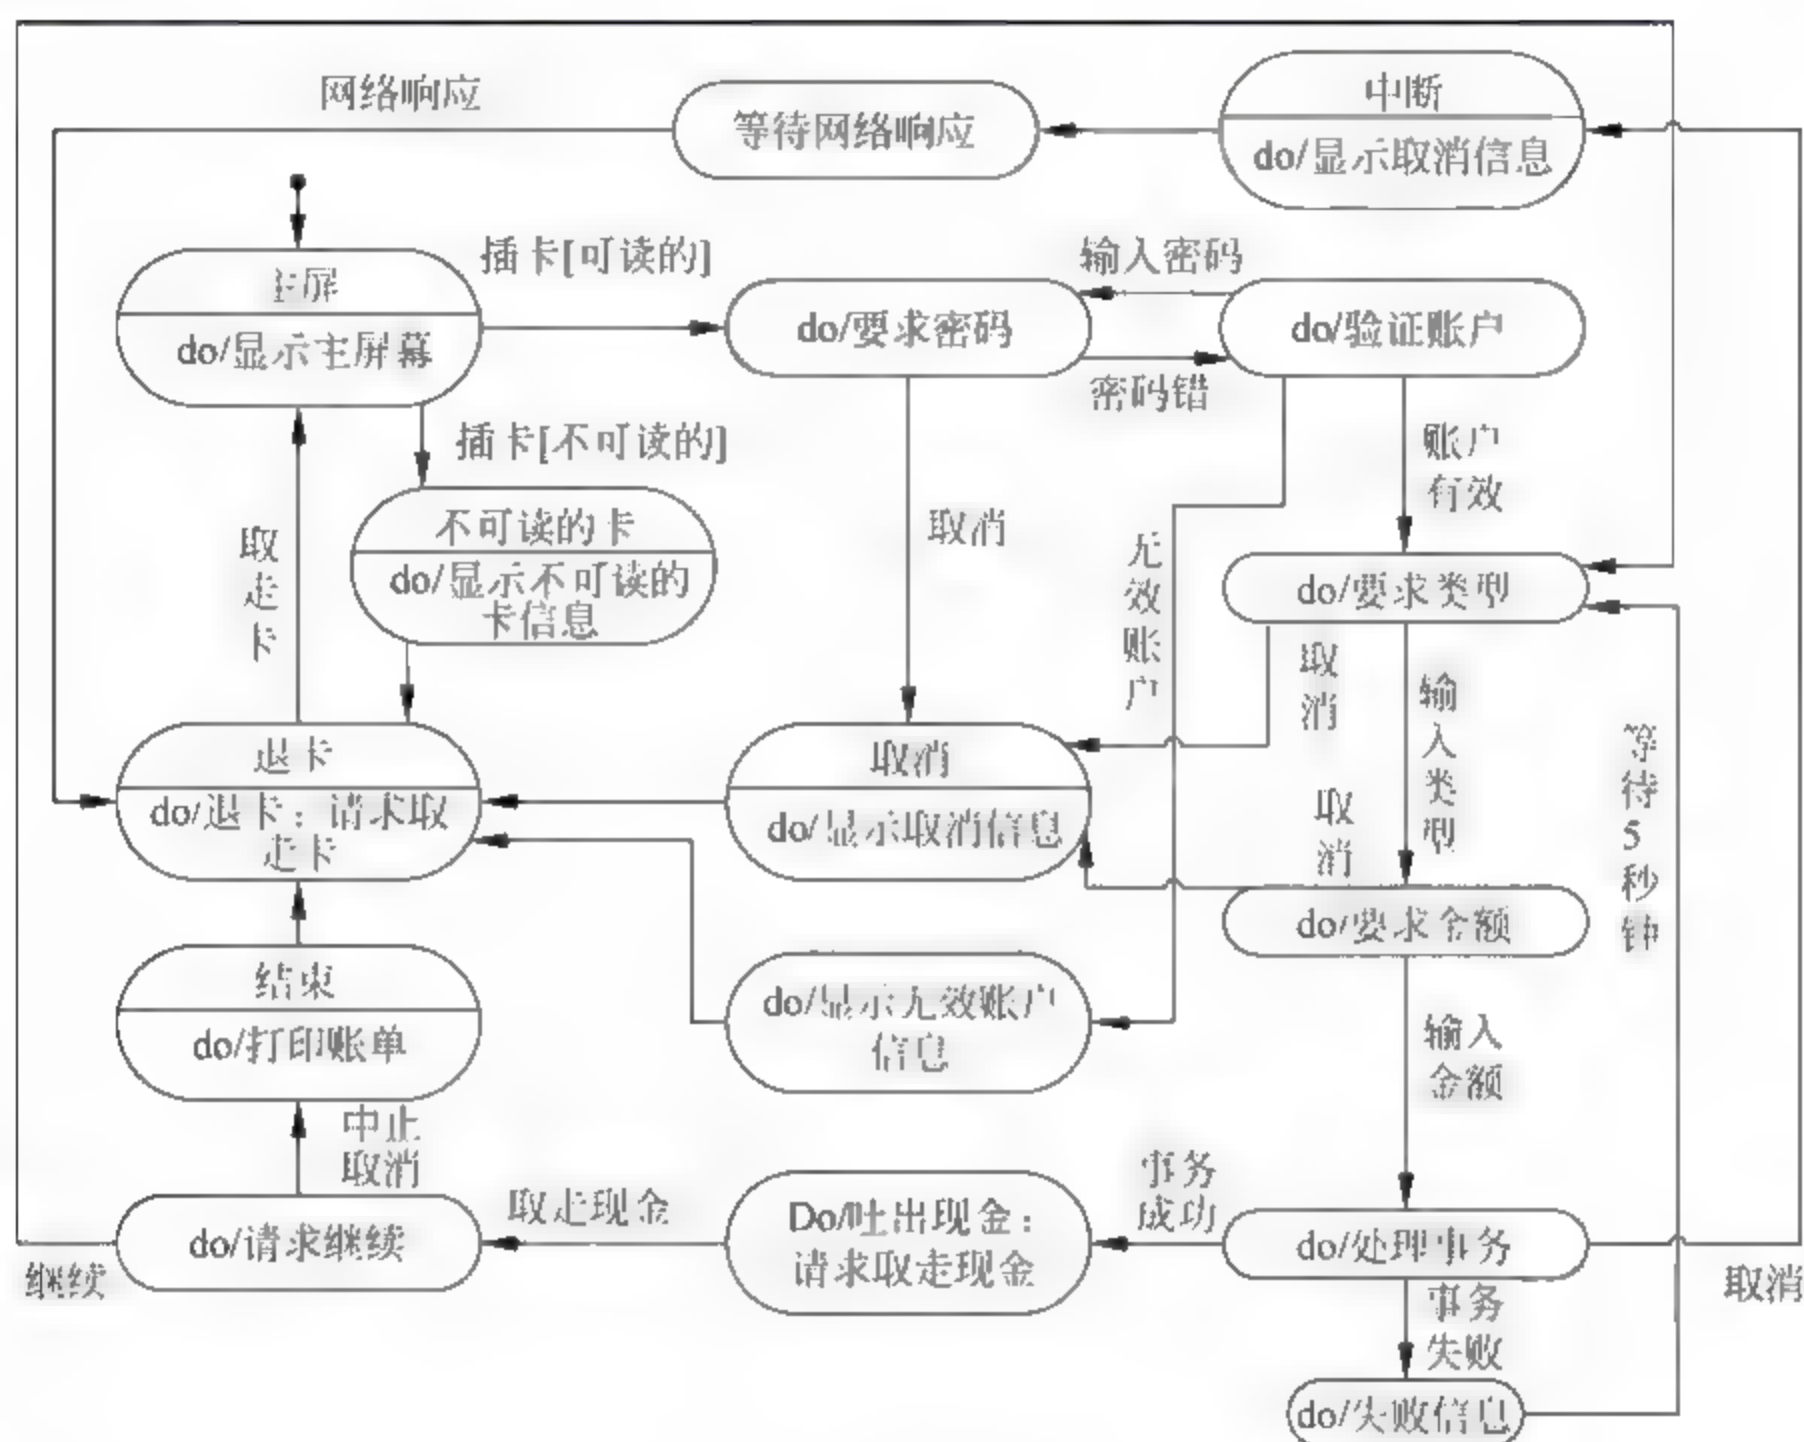 网络响应
等待网络响应
中断
do/显示取消信息
主屏
do/显示主屏幕
插卡[可读的]
do/要求密码
输入密码
密码错
do/验证账户
插卡[不可读的]
账户
有效
不可读的卡
do/显示不可读的
卡信息
取走卡
取消
无效账户
do/要求类型
取消
输入类型
等待5秒钟
退卡
do/退卡：请求取
走卡
取消
do/显示取消信息
取消
do/要求金额
结束
do/打印账单
do/显示无效账户
信息
输入
金额
中止
取消
do/请求继续
继续
取走现金
Do/吐出现金：
请求取走现金
事务
成功
do/处理事务
取消
事务
失败
do/失败信息